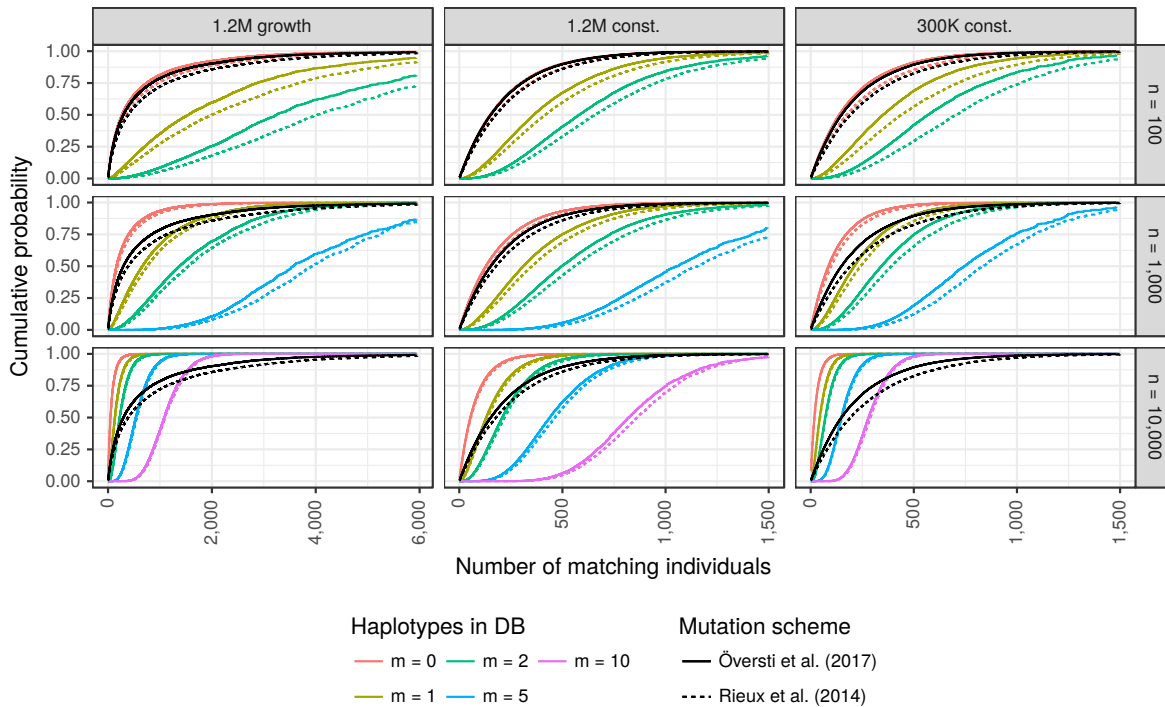 1.2M growth 1.2M const. 300K const.
Cumulative probability
1.00
0.75
0.50
0.25
0.00
n = 100
1.00
0.75
0.50
0.25
0.00
n = 1,000
1.00
0.75
0.50
0.25
0.00
n = 10,000
0 2,000 4,000 6,000 0 500 1,000 1,500 0 500 1,000 1,500
Number of matching individuals
Haplotypes in DB Mutation scheme
m = 0 m = 2 m = 10 Översti et al. (2017)
m = 1 m = 5 Rieux et al. (2014)